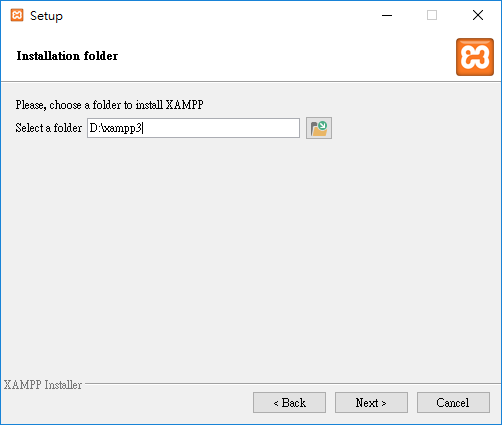 Setup
Installation folder
Please, choose a folder to install XAMPP
Select a folder D:\xampp3
XAMPP Installer
< Back Next > Cancel